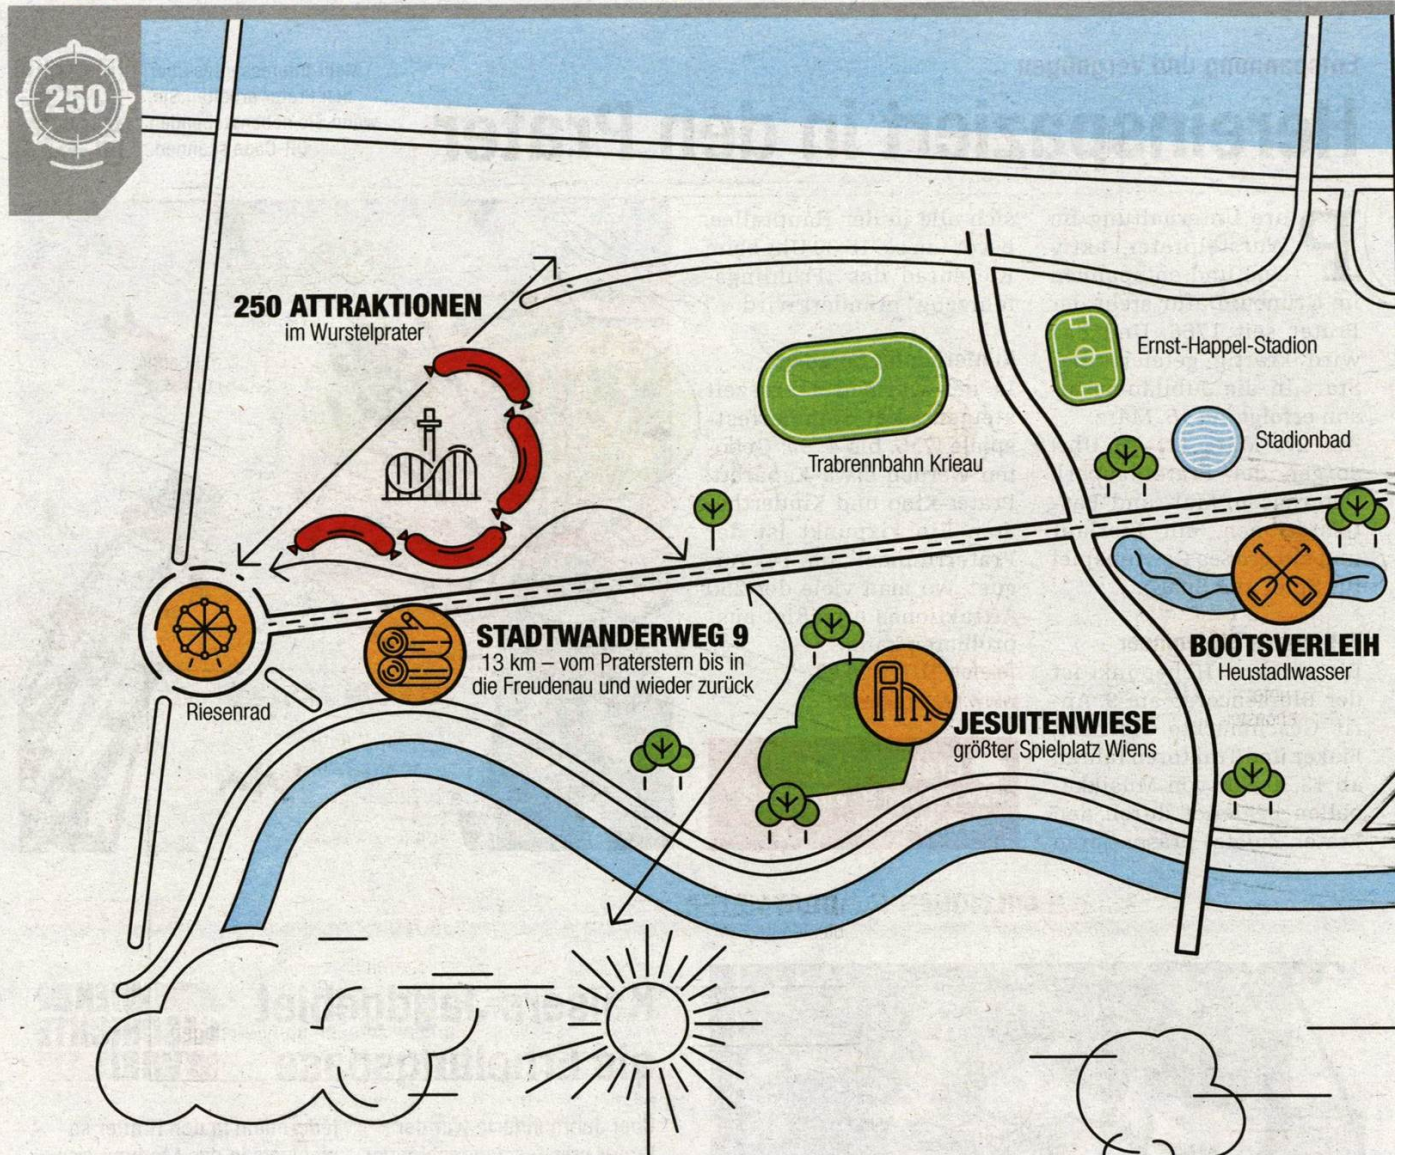 250
250 ATTRAKTIONEN
im Wurstelprater
Ernst-Happel-Stadion
Trabrennbahn Krieau
Stadionbad
STADTWANDERWEG 9
13 km – vom Praterstern bis in
die Freudenau und wieder zurück
Riesenrad
BOOTSVERLEIH
Heustadlwasser
JESUITENWIESE
größter Spielplatz Wiens